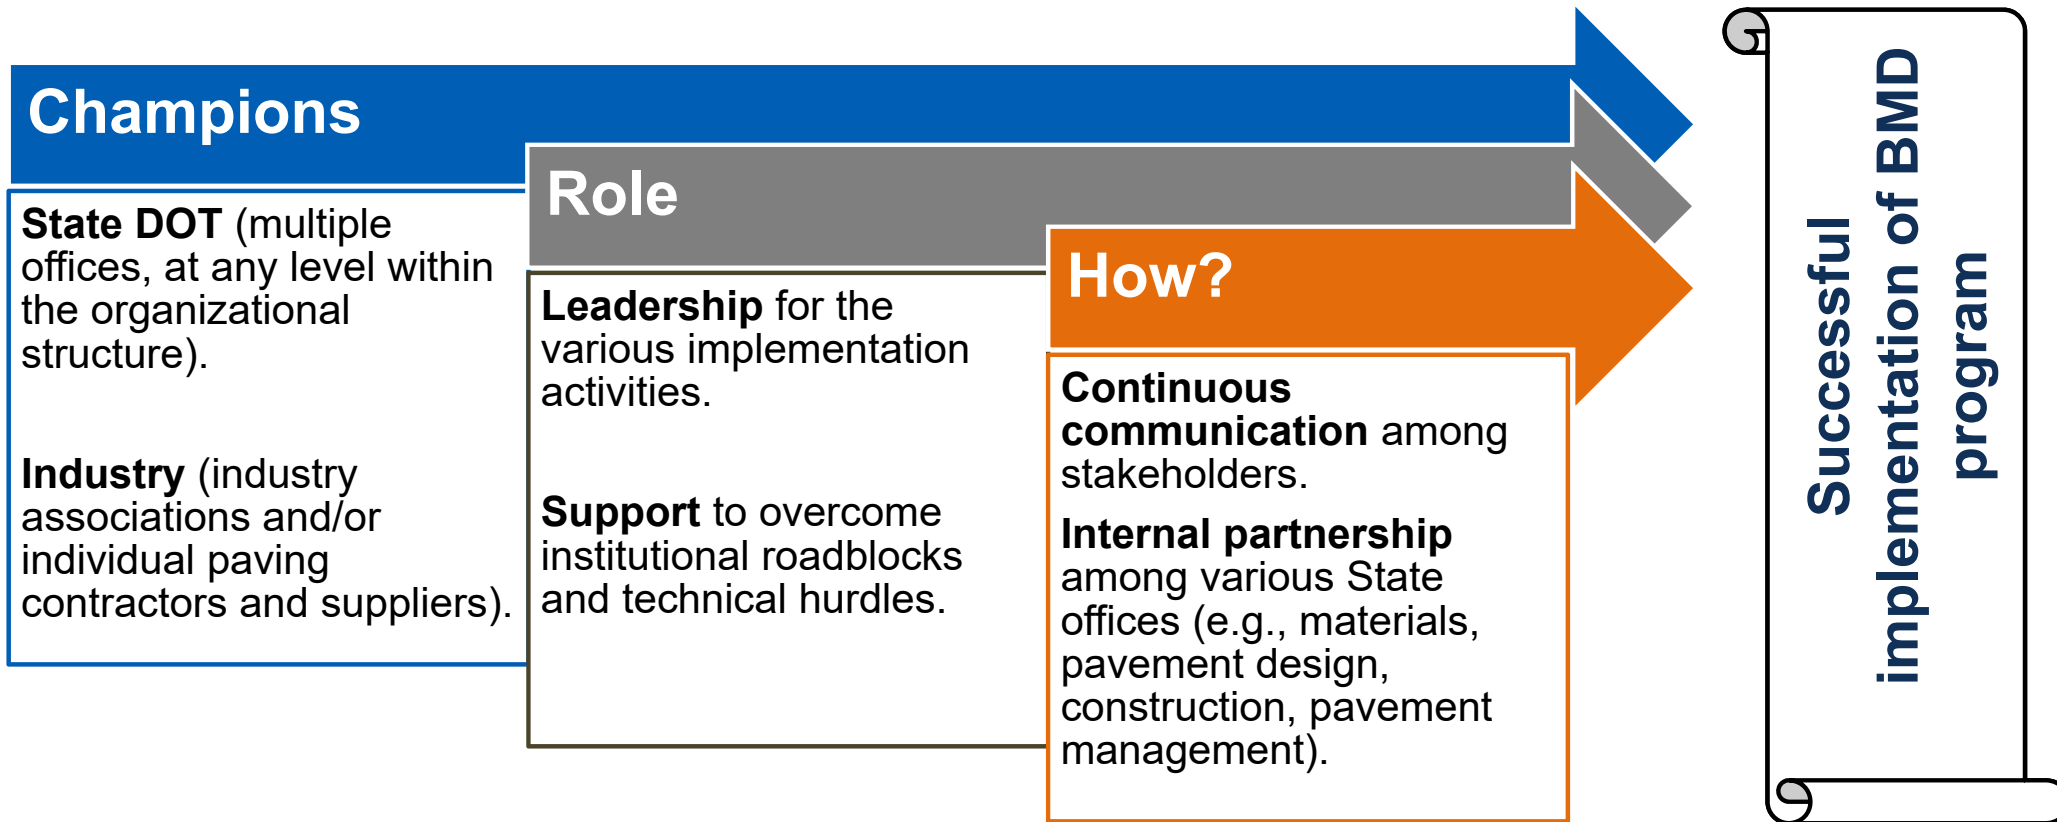 Champions
State DOT (multiple
offices, at any level within
the organizational
structure).
Industry (industry
associations and/or
individual paving
contractors and suppliers).
Role
Leadership for the
various implementation
activities.
Support to overcome
institutional roadblocks
and technical hurdles.
How?
Continuous
communication among
stakeholders.
Internal partnership
among various State
offices (e.g., materials,
pavement design,
construction, pavement
management).
Successful
implementation of BMD
program